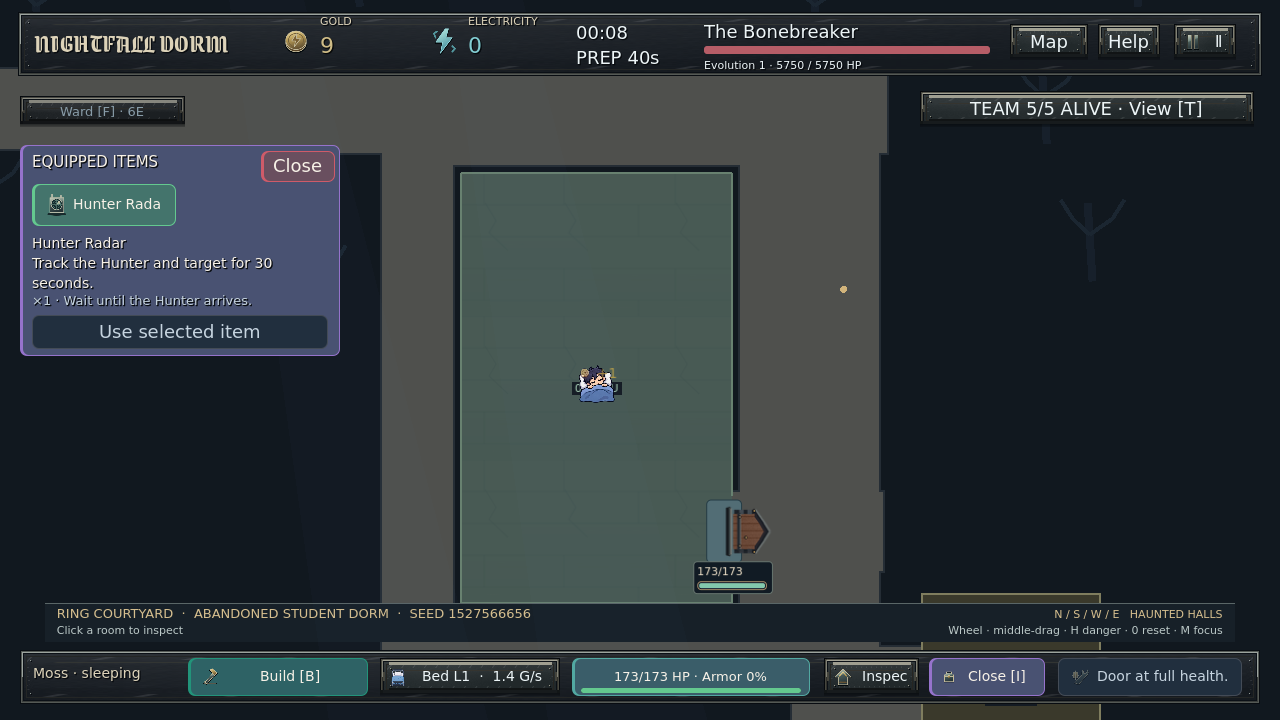 NIGHTFALL DORM
GOLD
9
ELECTRICITY
0
00:08
PREP 40s
The Bonebreaker
Evolution 1 · 5750 / 5750 HP
Map
Help
Ward [F] · 6E
TEAM 5/5 ALIVE · View [T]
EQUIPPED ITEMS
Close
Hunter Rada
Hunter Radar
Track the Hunter and target for 30
seconds.
×1 · Wait until the Hunter arrives.
Use selected item
173/173
RING COURTYARD · ABANDONED STUDENT DORM · SEED 1527566656
Click a room to inspect
N / S / W / E HAUNTED HALLS
Wheel · middle-drag · H danger · 0 reset · M focus
Moss · sleeping
Build [B]
Bed L1 · 1.4 G/s
173/173 HP · Armor 0%
Inspec
Close [I]
Door at full health.